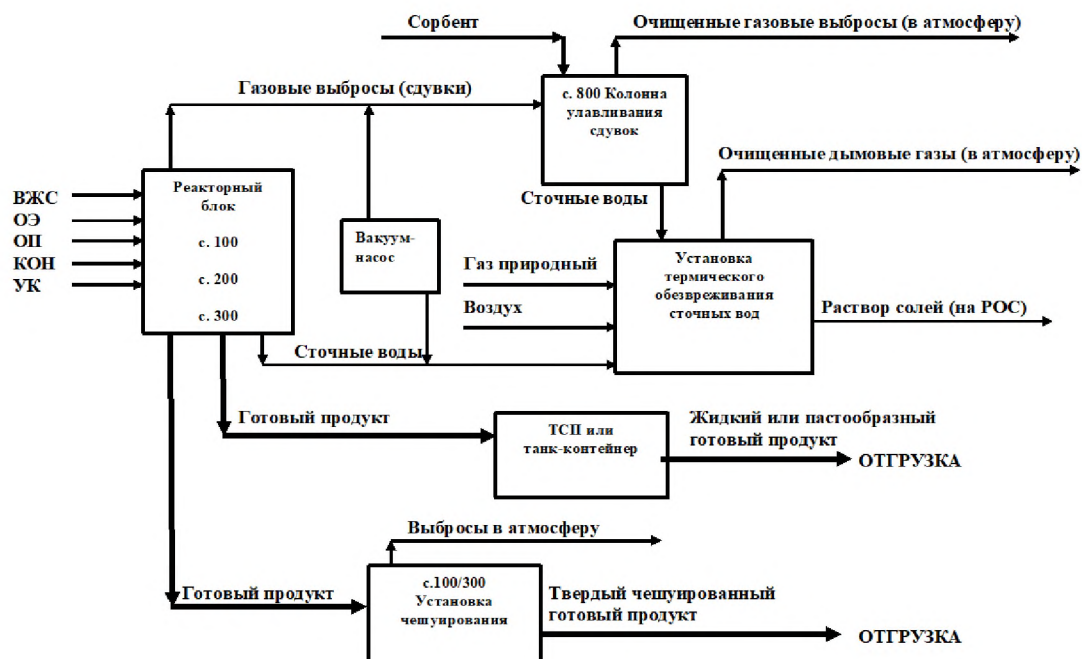 Сорбент
Очищенные газовые выбросы (в атмосферу)
Газовые выбросы (сдувки)
с. 800 Колонна
улавливания
сдувок
Очищенные дымовые газы (в атмосферу)
Сточные воды
ВЖС
ОЭ
ОП
КОН
УК
Реакторный
блок
с. 100
с. 200
с. 300
Вакуум-
насос
Газ природный
Воздух
Установка
термического
обезвреживания
сточных вод
Раствор солей (на РОС)
Сточные воды
Готовый продукт
ТСП или
танк-контейнер
Жидкий или пастообразный
готовый продукт
ОТГРУЗКА
Выбросы в атмосферу
Готовый продукт
с.100/300
Установка
чешуирования
Твердый чешуированный
готовый продукт
ОТГРУЗКА